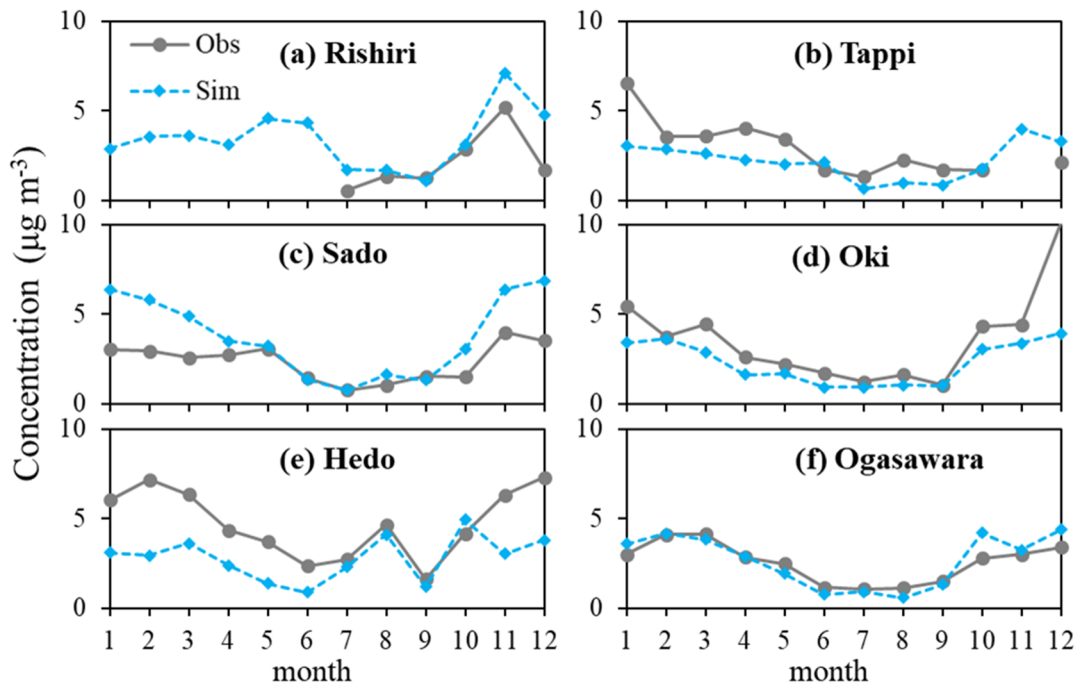 Concentration (μg m-3)
10
5
0
Obs
Sim
(a) Rishiri
10
5
0
(b) Tappi
10
5
0
(c) Sado
10
5
0
(d) Oki
10
5
0
(e) Hedo
1 2 3 4 5 6 7 8 9 10 11 12
month
10
5
0
(f) Ogasawara
1 2 3 4 5 6 7 8 9 10 11 12
month